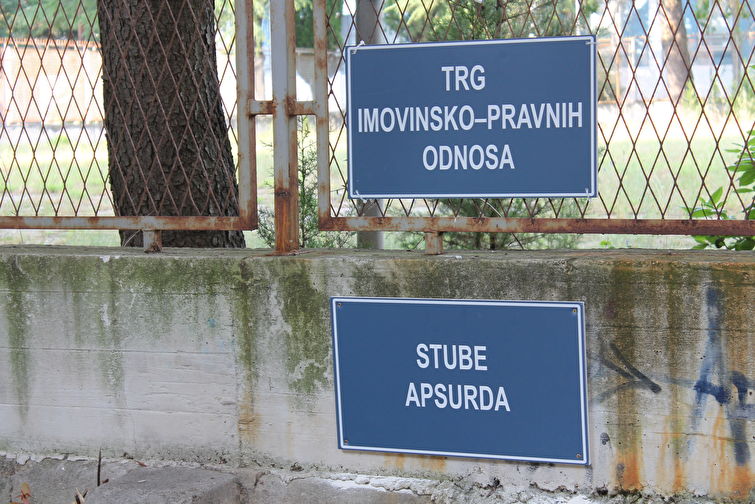 TRG
IMOVINSKO–PRAVNIH
ODNOSA
STUBE
APSURDA